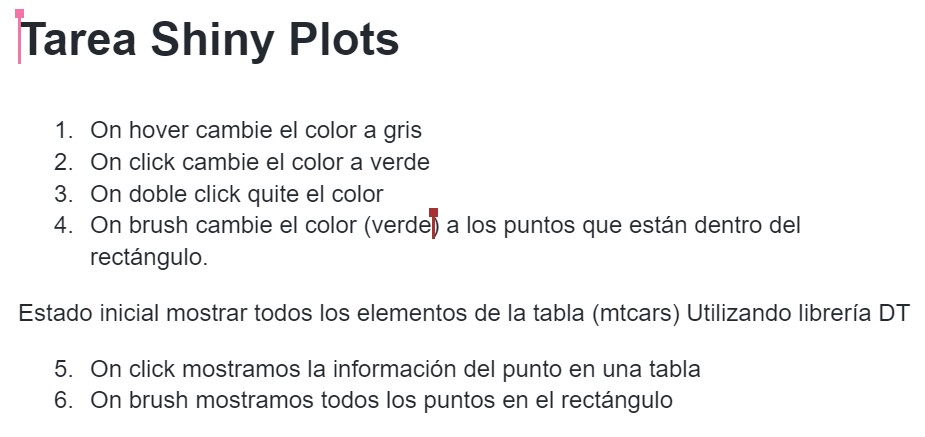 Tarea Shiny Plots
1. On hover cambie el color a gris
2. On click cambie el color a verde
3. On doble click quite el color
4. On brush cambie el color (verde) a los puntos que están dentro del
rectángulo.
Estado inicial mostrar todos los elementos de la tabla (mtcars) Utilizando librería DT
5. On click mostramos la información del punto en una tabla
6. On brush mostramos todos los puntos en el rectángulo